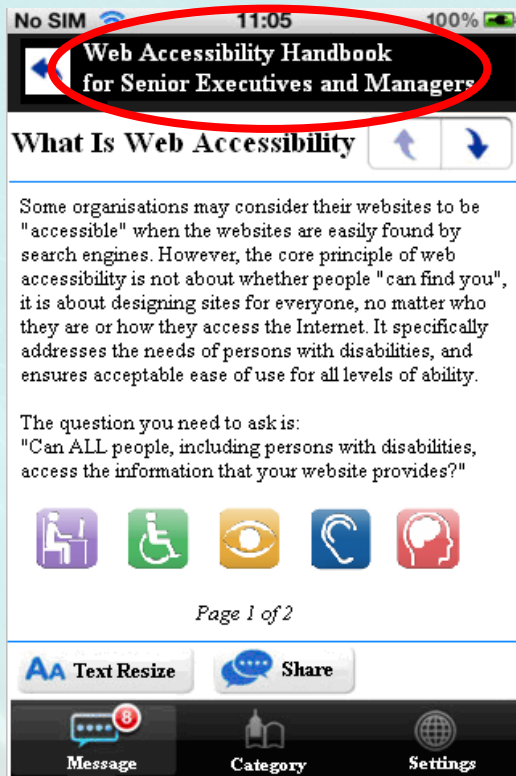 No SIM 11:05 100%
Web Accessibility Handbook
for Senior Executives and Managers
What Is Web Accessibility
Some organisations may consider their websites to be
"accessible" when the websites are easily found by
search engines. However, the core principle of web
accessibility is not about whether people "can find you",
it is about designing sites for everyone, no matter who
they are or how they access the Internet. It specifically
addresses the needs of persons with disabilities, and
ensures acceptable ease of use for all levels of ability.
The question you need to ask is:
"Can ALL people, including persons with disabilities,
access the information that your website provides?"
Page 1 of 2
AA Text Resize Share
8
Message Category Settings